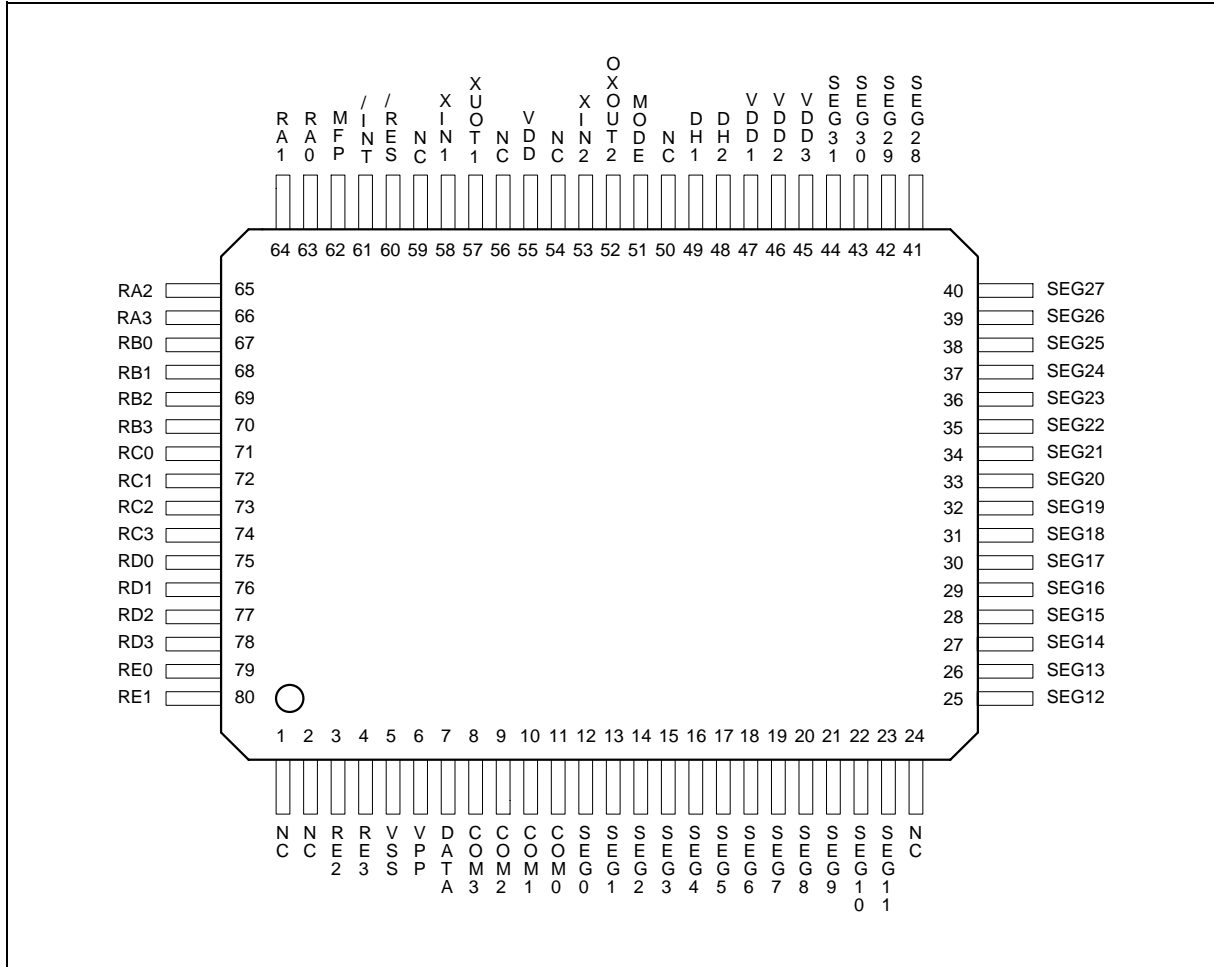 RA1 RA0 MFP /INT /RES NC XIN1 XUOT1 NC VDD NC XIN2 OXOUT2 MODE NC DH1 DH2 VDD1 VDD2 VDD3 SEG31 SEG30 SEG29 SEG28
64 63 62 61 60 59 58 57 56 55 54 53 52 51 50 49 48 47 46 45 44 43 42 41
RA2 65 40 SEG27
RA3 66 39 SEG26
RB0 67 38 SEG25
RB1 68 37 SEG24
RB2 69 36 SEG23
RB3 70 35 SEG22
RC0 71 34 SEG21
RC1 72 33 SEG20
RC2 73 32 SEG19
RC3 74 31 SEG18
RD0 75 30 SEG17
RD1 76 29 SEG16
RD2 77 28 SEG15
RD3 78 27 SEG14
RE0 79 26 SEG13
RE1 80 25 SEG12
1 2 3 4 5 6 7 8 9 10 11 12 13 14 15 16 17 18 19 20 21 22 23 24
NC NC RE2 RE3 VSS VPP DATA COM3 COM2 COM1 COM0 SEG0 SEG1 SEG2 SEG3 SEG4 SEG5 SEG6 SEG7 SEG8 SEG9 SEG10 SEG11 NC